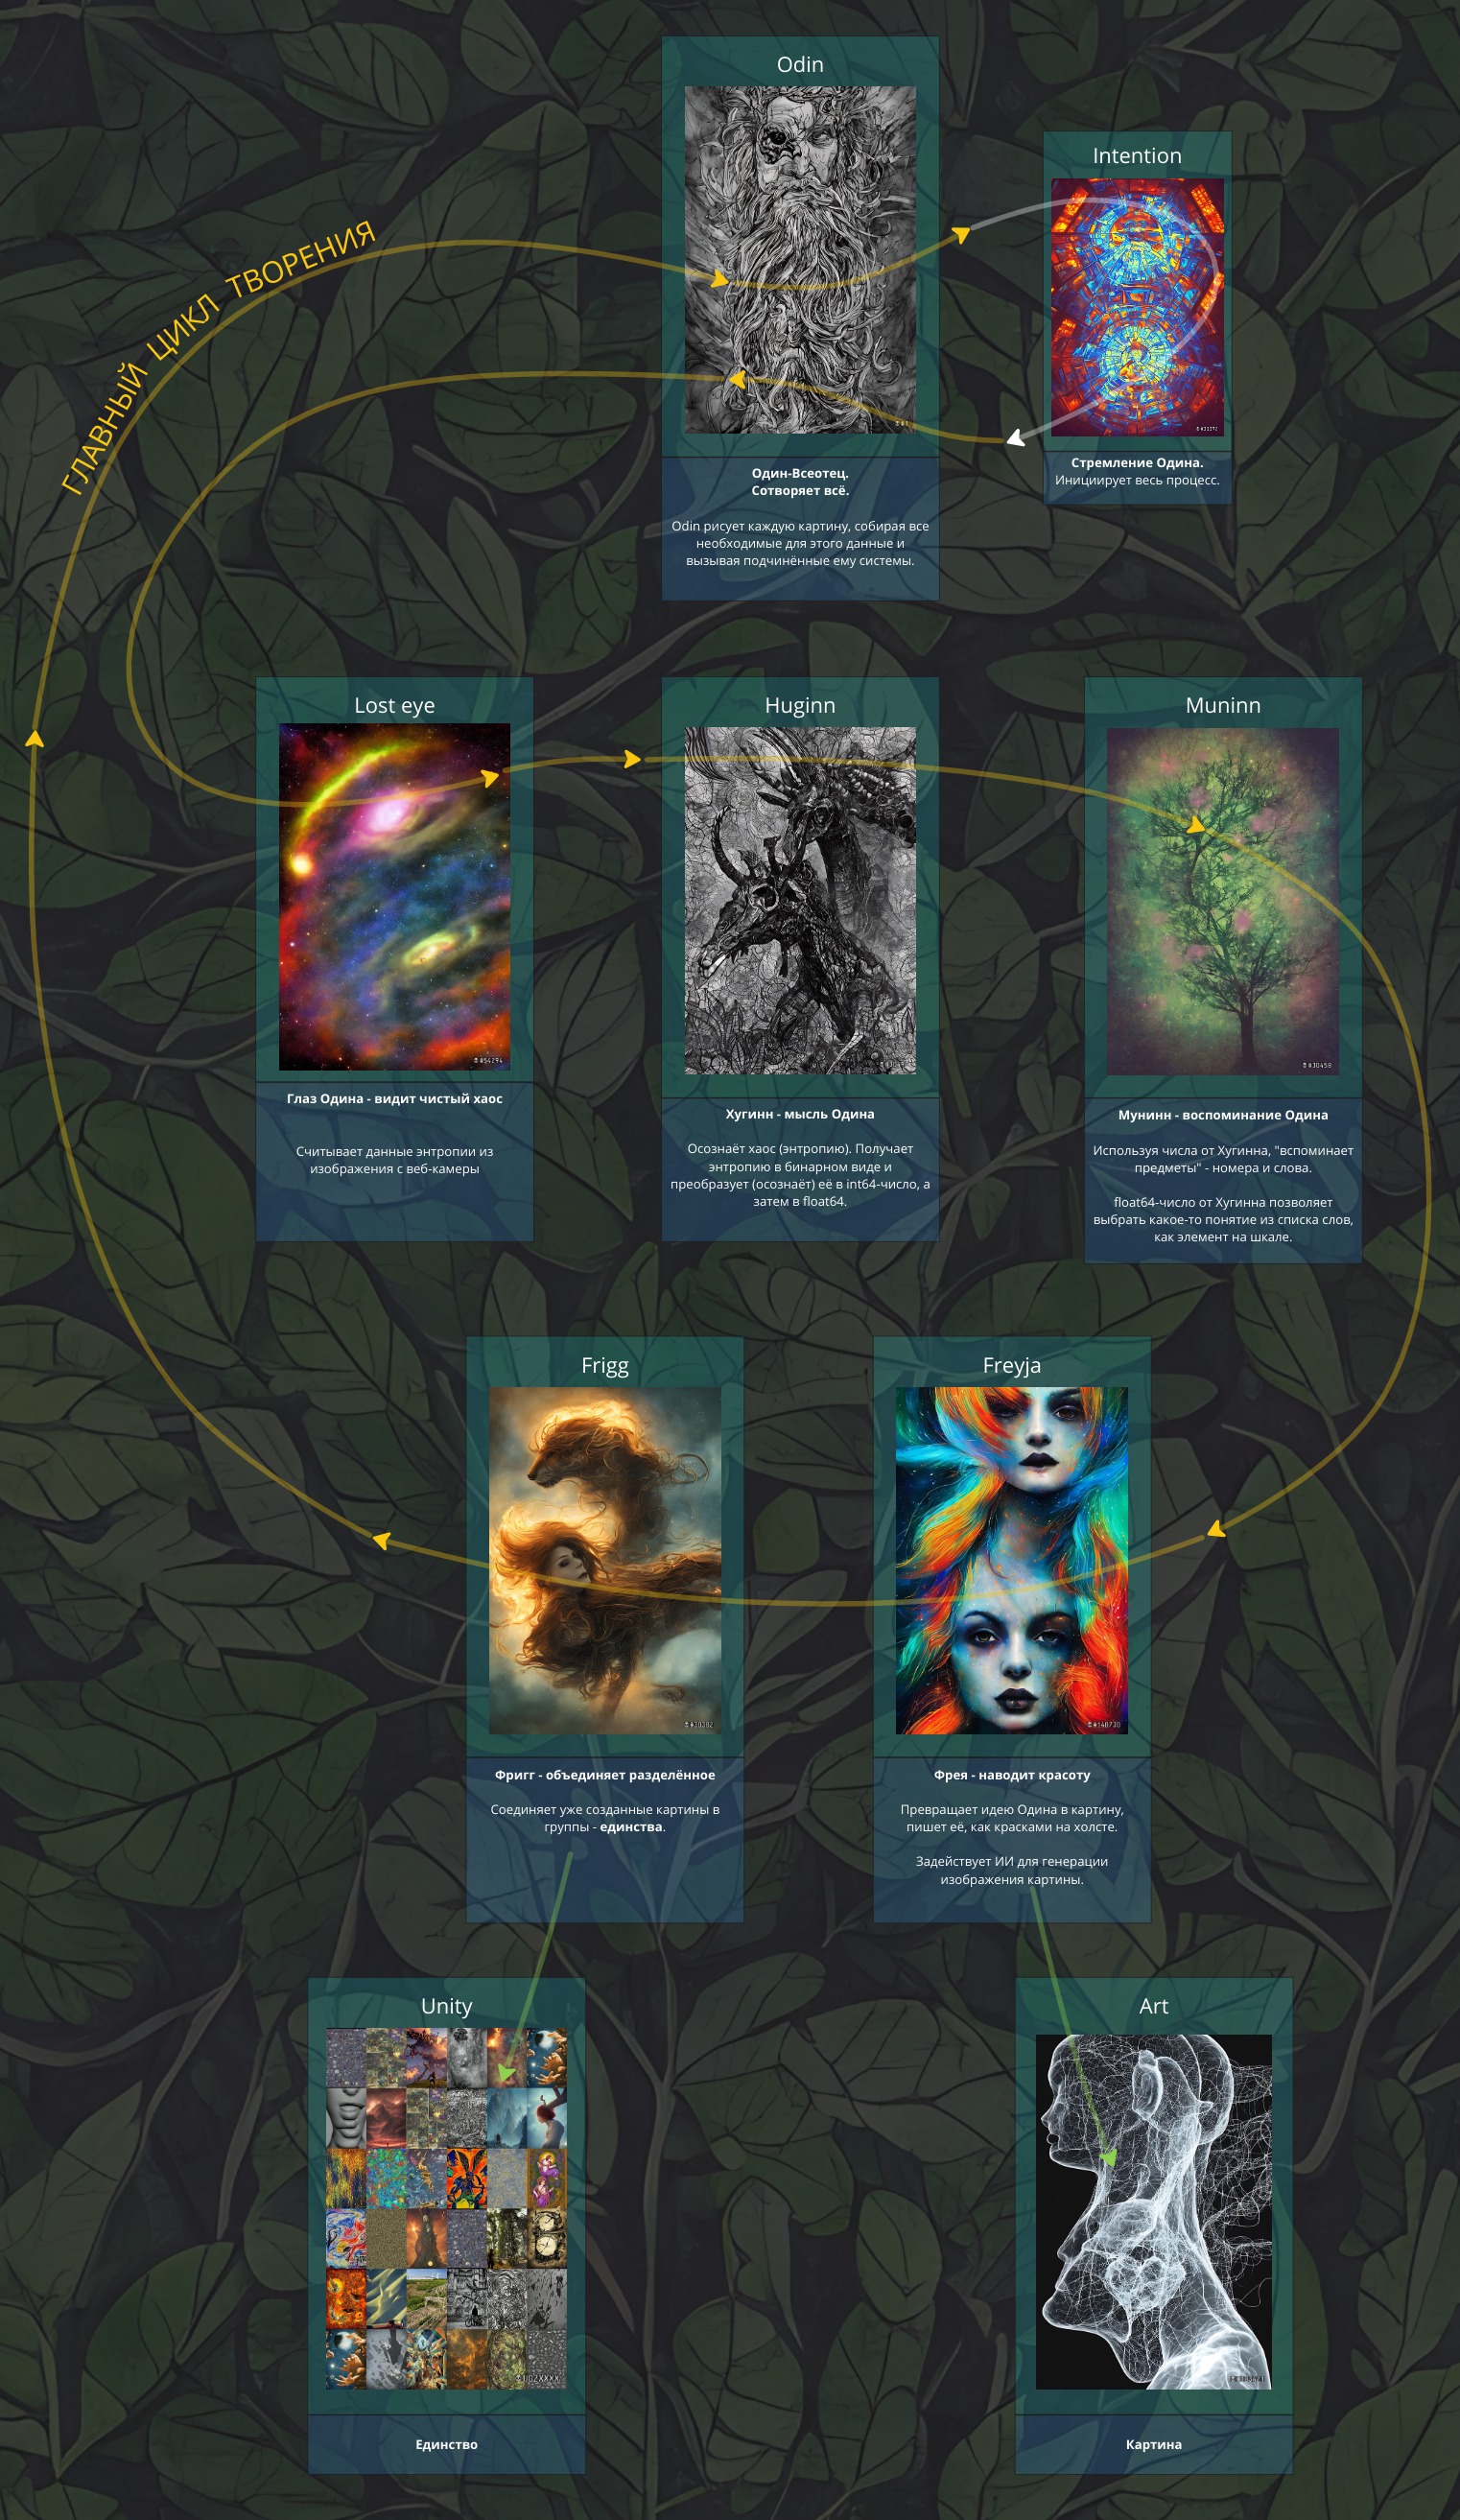 Odin
Intention
ГЛАВНЫЙ ЦИКЛ ТВОРЕНИЯ
Стремление Одина.
Инициирует весь процесс.
Один-Всеотец.
Сотворяет всё.
Odin рисует каждую картину, собирая все
необходимые для этого данные и
вызывая подчинённые ему системы.
Lost eye
Глаз Одина - видит чистый хаос
Считывает данные энтропии из
изображения с веб-камеры
Huginn
Хугинн - мысль Одина
Осознаёт хаос (энтропию). Получает
энтропию в бинарном виде и
преобразует (осознаёт) её в int64-число, а
затем в float64.
Muninn
Мунинн - воспоминание Одина
Используя числа от Хугинна, "вспоминает
предметы" - номера и слова.
float64-число от Хугинна позволяет
выбрать какое-то понятие из списка слов,
как элемент на шкале.
Frigg
Фригг - объединяет разделённое
Соединяет уже созданные картины в
группы - единства.
Freyja
Фрея - наводит красоту
Превращает идею Одина в картину,
пишет её, как красками на холсте.
Задействует ИИ для генерации
изображения картины.
Unity
Единство
Art
Картина